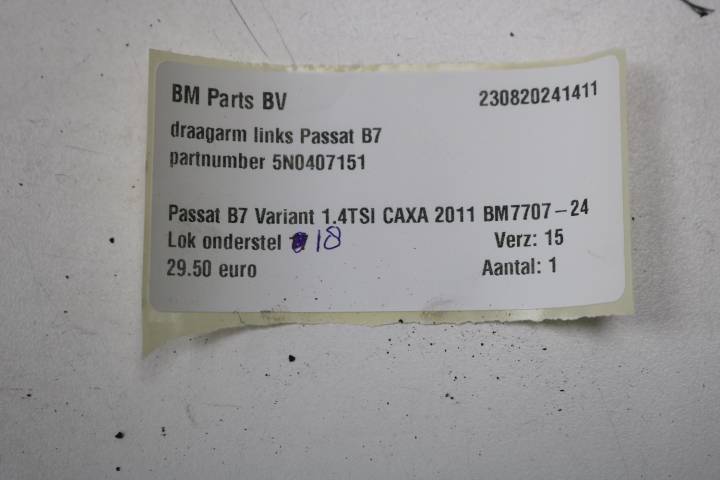 BM Parts BV 230820241411
draagarm links Passat B7
partnumber 5N0407151
Passat B7 Variant 1.4TSI CAXA 2011 BM7707-24
Lok onderstel 18 Verz: 15
29.50 euro Aantal: 1